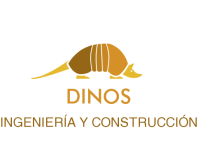 DINOS
INGENIERÍA Y CONSTRUCCIÓN